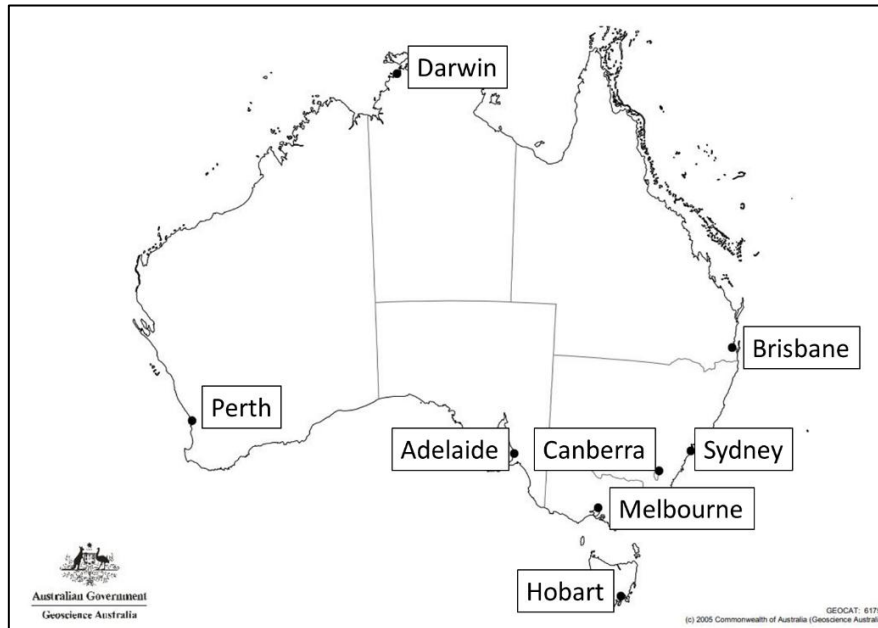 Darwin
Brisbane
Perth
Adelaide
Canberra
Sydney
Melbourne
Hobart
Australian Government
Geoscience Australia
GEOCAT: 617
(c) 2005 Commonwealth of Australia (Geoscience Austral